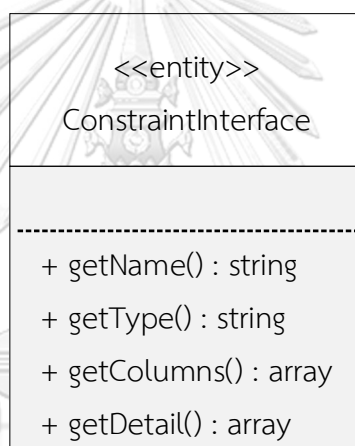 <<entity>>
ConstraintInterface
+ getName() : string
+ getType() : string
+ getColumns() : array
+ getDetail() : array